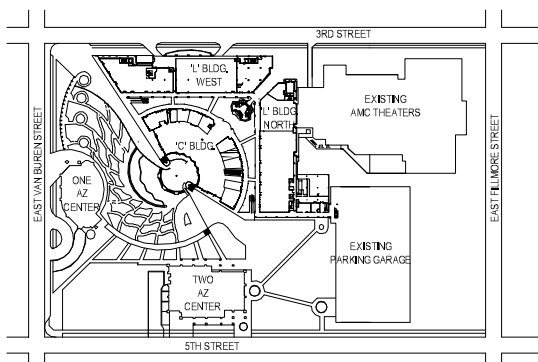 3RD STREET
'L' BLDG.
WEST
EXISTING
AMC THEATERS
'L' BLDG.
NORTH
'C' BLDG.
EAST VAN BUREN STREET
EAST FILLMORE STREET
ONE
AZ
CENTER
EXISTING
PARKING GARAGE
TWO
AZ
CENTER
5TH STREET